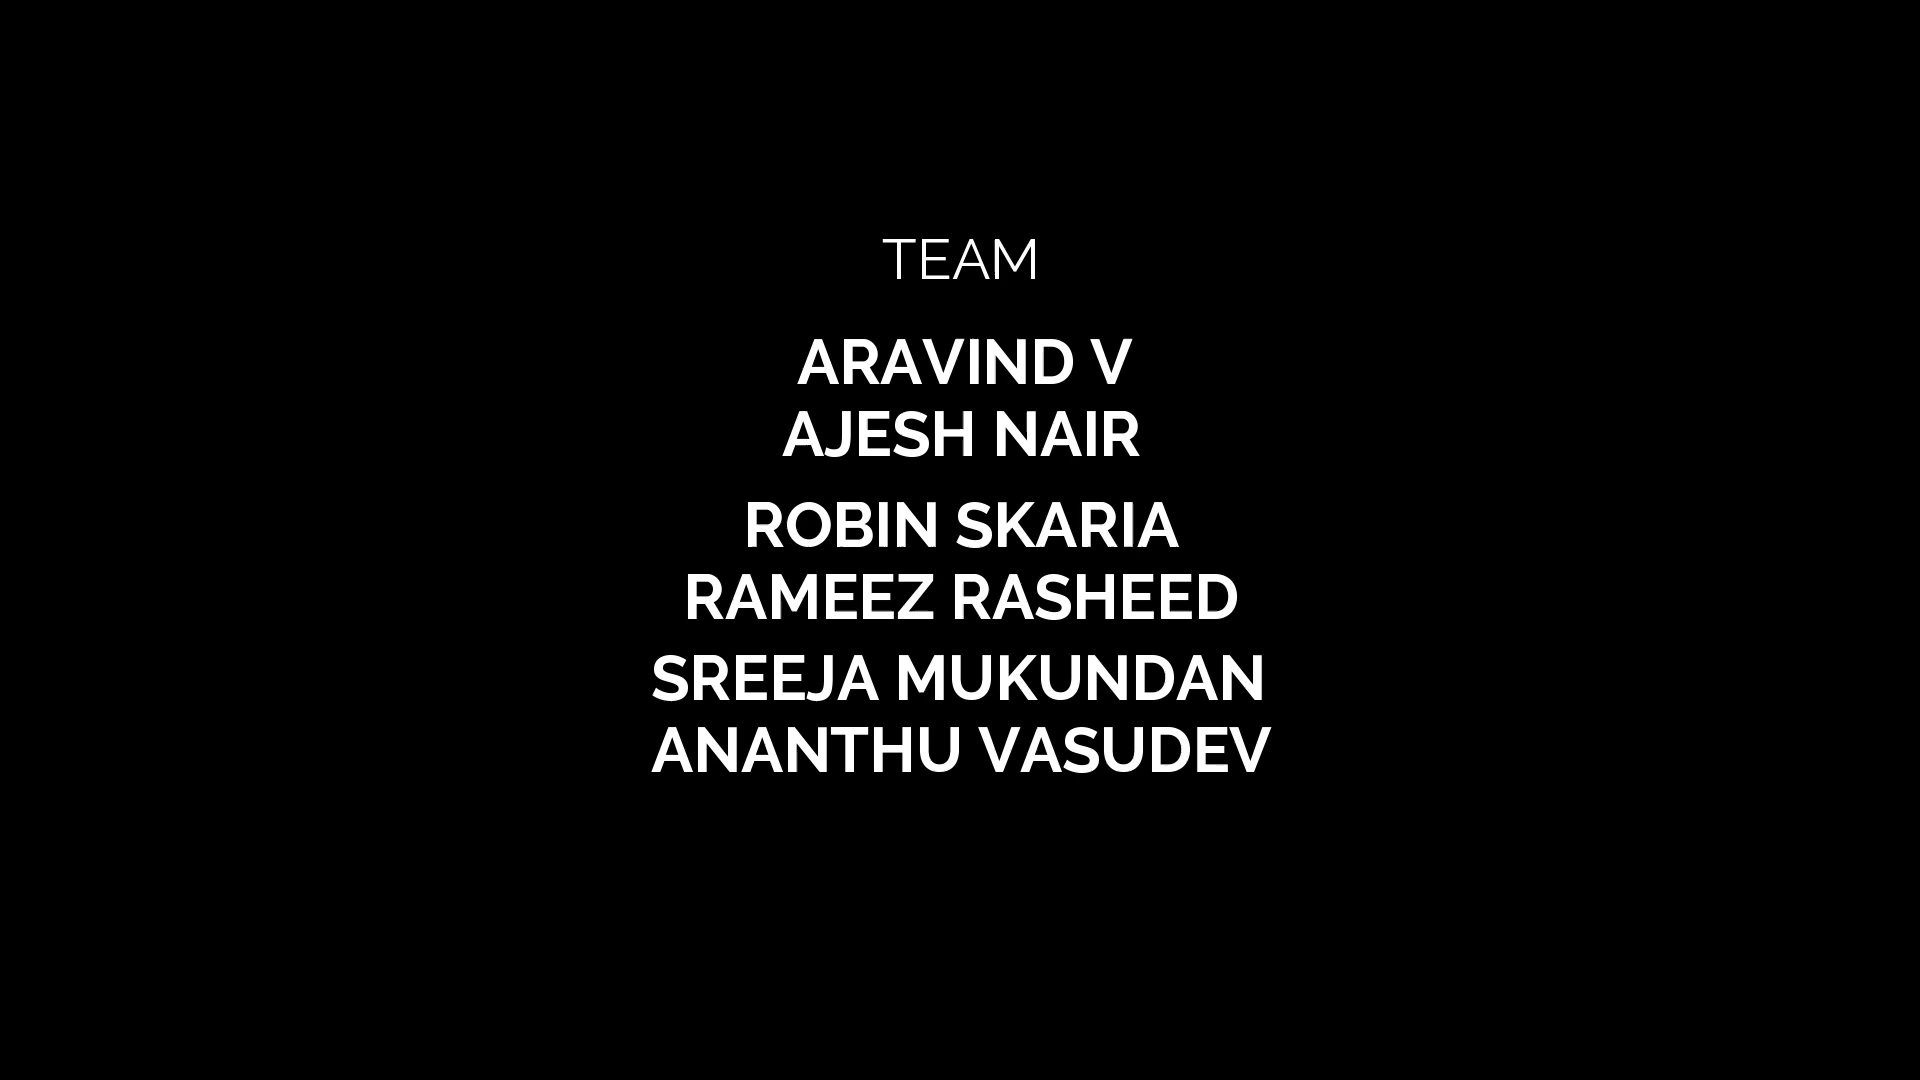 TEAM
ARAVIND V
AJESH NAIR
ROBIN SKARIA
RAMEEZ RASHEED
SREEJA MUKUNDAN
ANANTHU VASUDEV